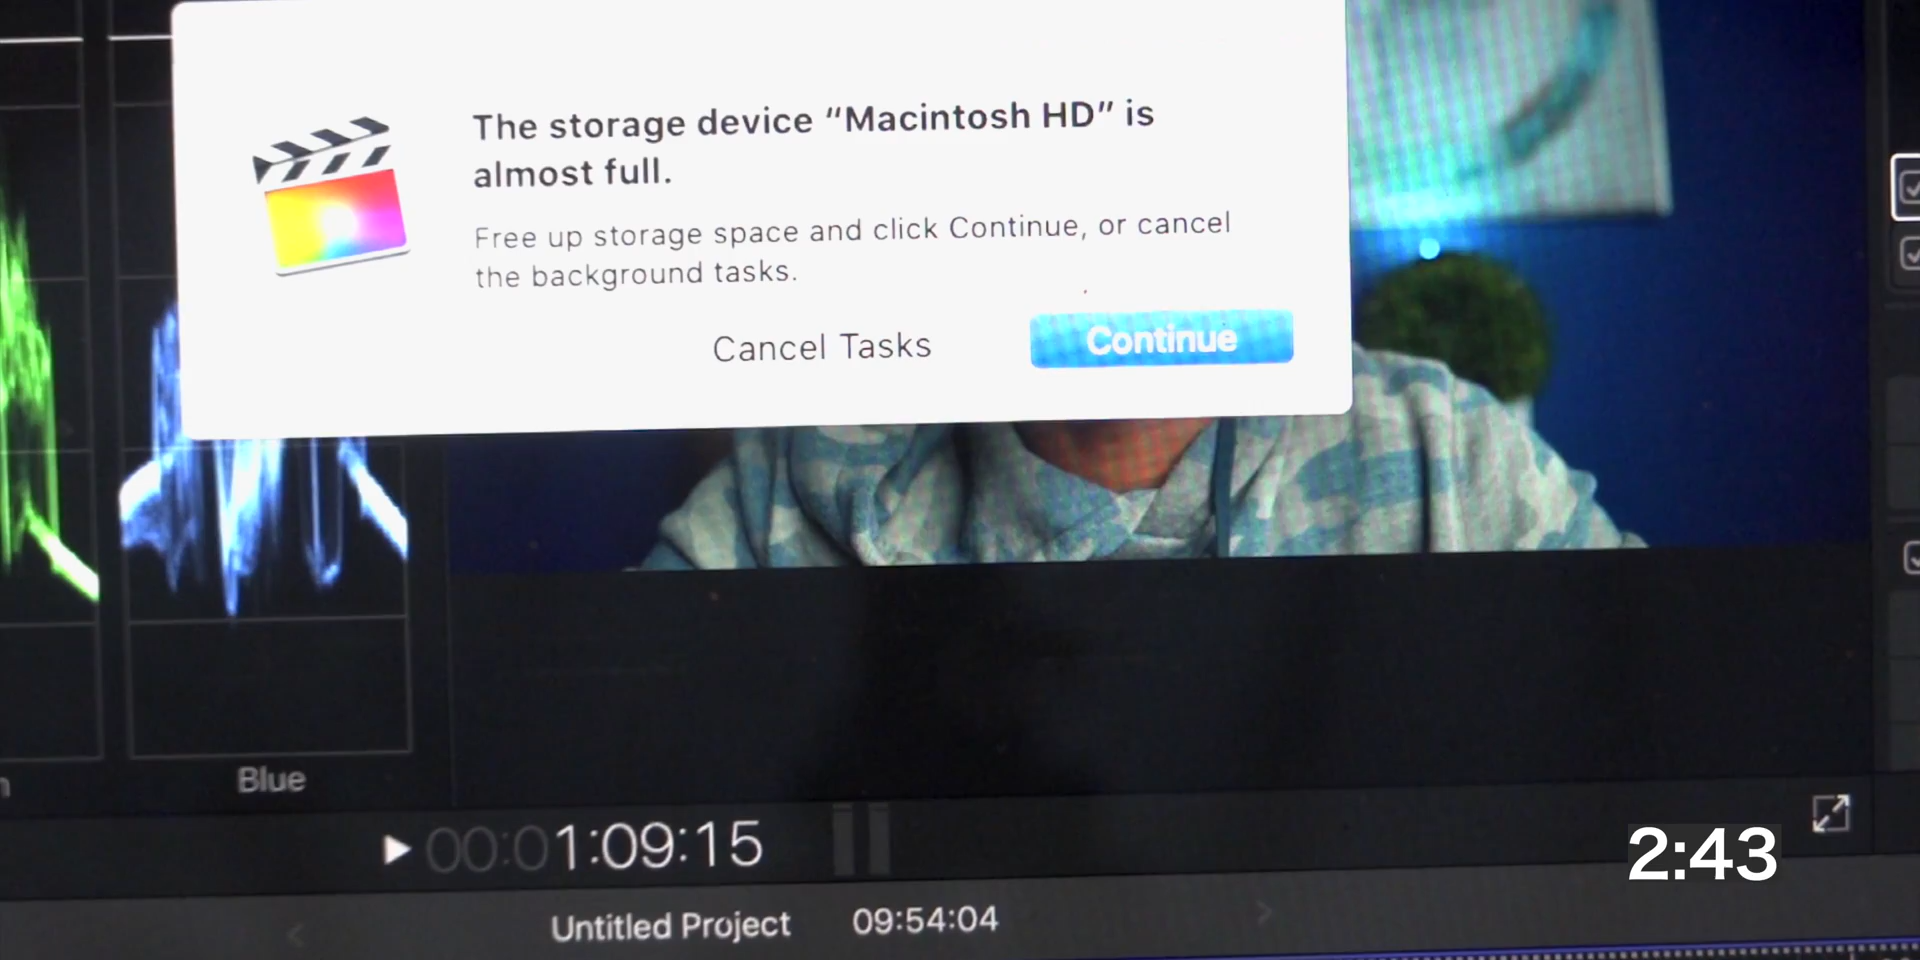 The storage device “Macintosh HD” is
almost full.
Free up storage space and click Continue, or cancel
the background tasks.
Cancel Tasks
Continue
Blue
00:01:09:15
2:43
Untitled Project 09:54:04